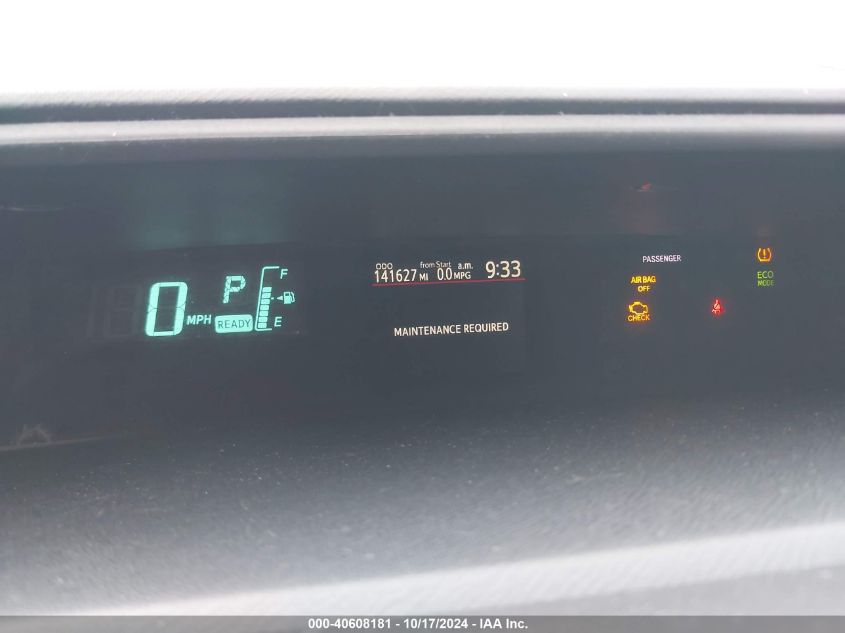 0 MPH P READY F E
ODO from Start a.m. 9:33
141627 MI 0.0 MPG
MAINTENANCE REQUIRED
PASSENGER
AIR BAG
OFF
CHECK
ECO
MODE
000-40608181 - 10/17/2024 - IAA Inc.